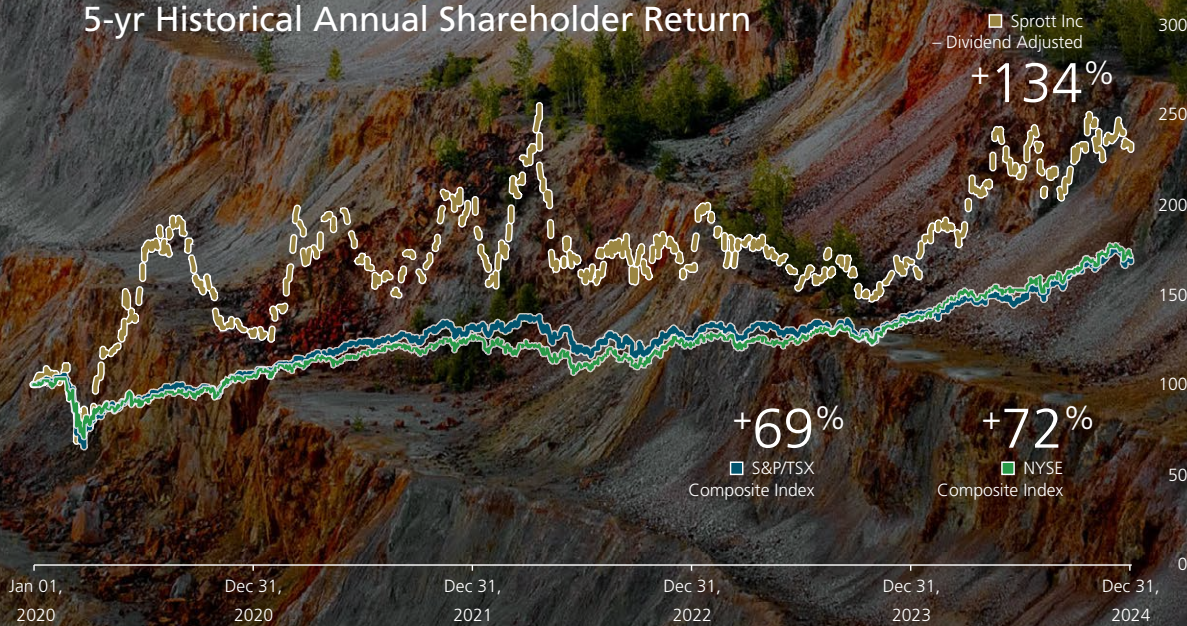 5-yr Historical Annual Shareholder Return
Sprott Inc
– Dividend Adjusted
+134%
300
250
200
150
100
50
0
+69%
S&P/TSX
Composite Index
+72%
NYSE
Composite Index
Jan 01,
2020
Dec 31,
2020
Dec 31,
2021
Dec 31,
2022
Dec 31,
2023
Dec 31,
2024